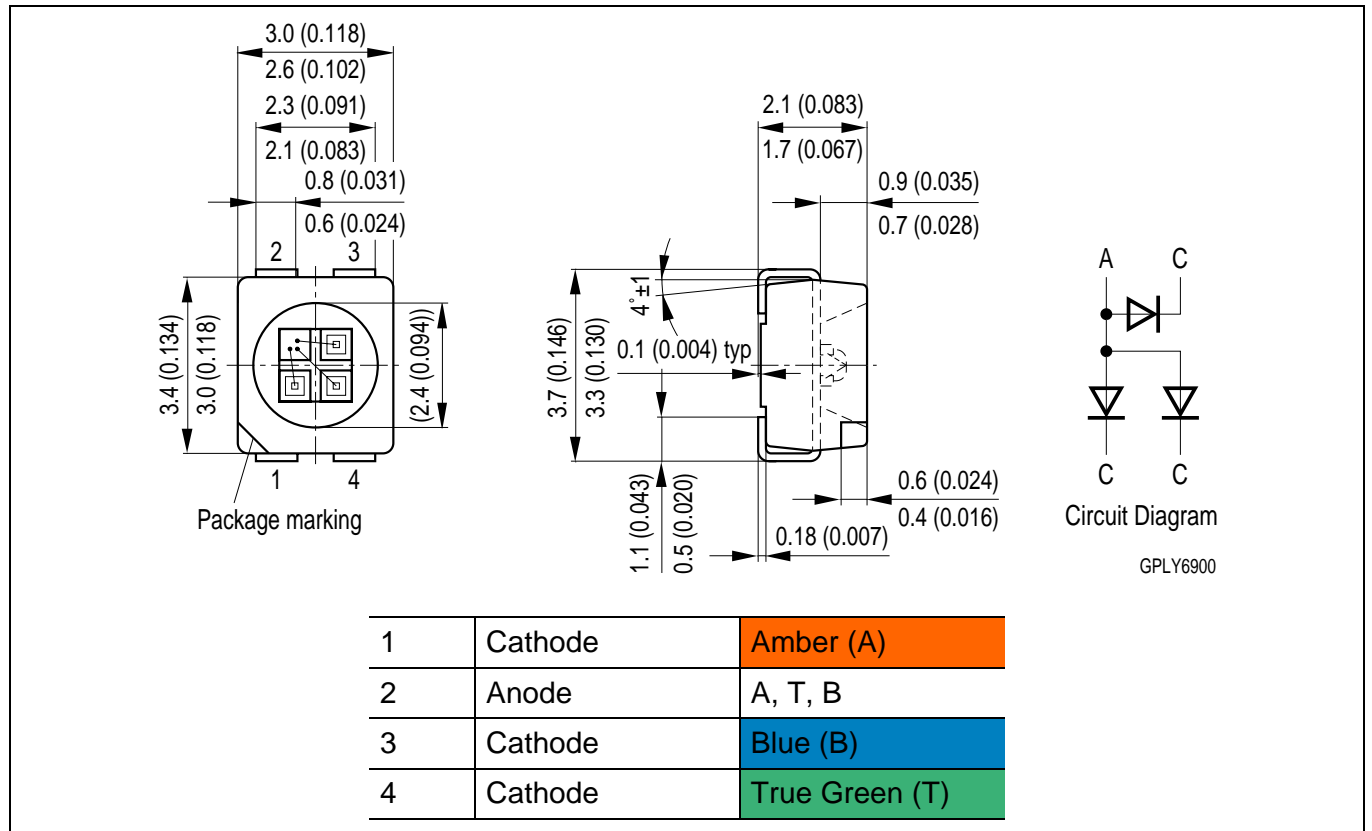 3.0 (0.118)
2.6 (0.102)
2.3 (0.091)
2.1 (0.083)
0.8 (0.031)
0.6 (0.024)
2
3
3.4 (0.134)
3.0 (0.118)
(2.4 (0.094))
1
4
Package marking
2.1 (0.083)
1.7 (0.067)
0.9 (0.035)
0.7 (0.028)
4°±1
0.1 (0.004) typ
3.7 (0.146)
3.3 (0.130)
1.1 (0.043)
0.5 (0.020)
0.6 (0.024)
0.4 (0.016)
0.18 (0.007)
A
C
C
C
Circuit Diagram
GPLY6900
1 Cathode Amber (A)
2 Anode A, T, B
3 Cathode Blue (B)
4 Cathode True Green (T)